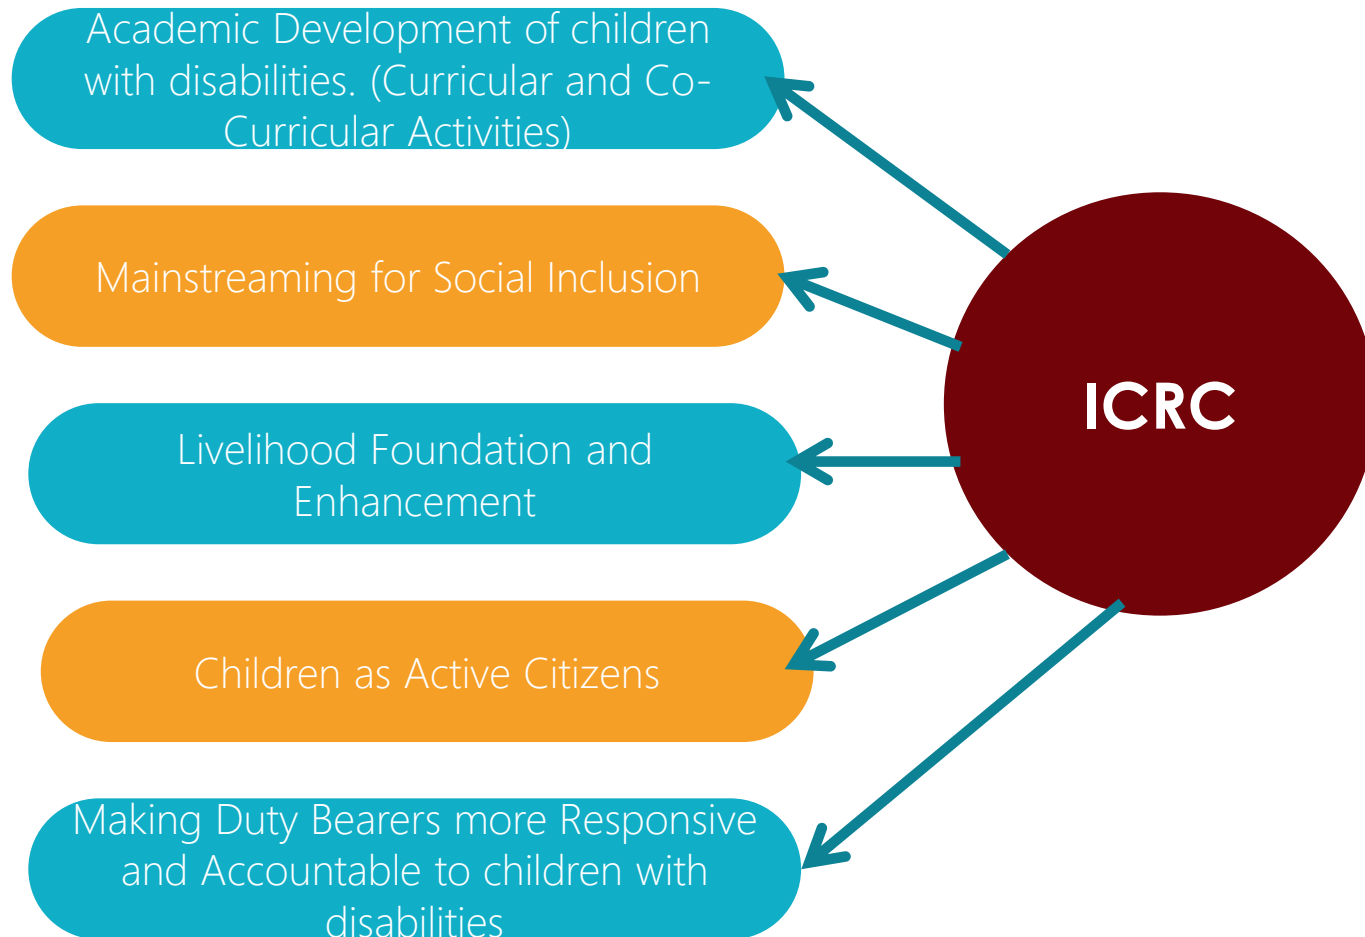 Academic Development of children
with disabilities. (Curricular and Co-
Curricular Activities)
Mainstreaming for Social Inclusion
Livelihood Foundation and
Enhancement
Children as Active Citizens
Making Duty Bearers more Responsive
and Accountable to children with
disabilities
ICRC